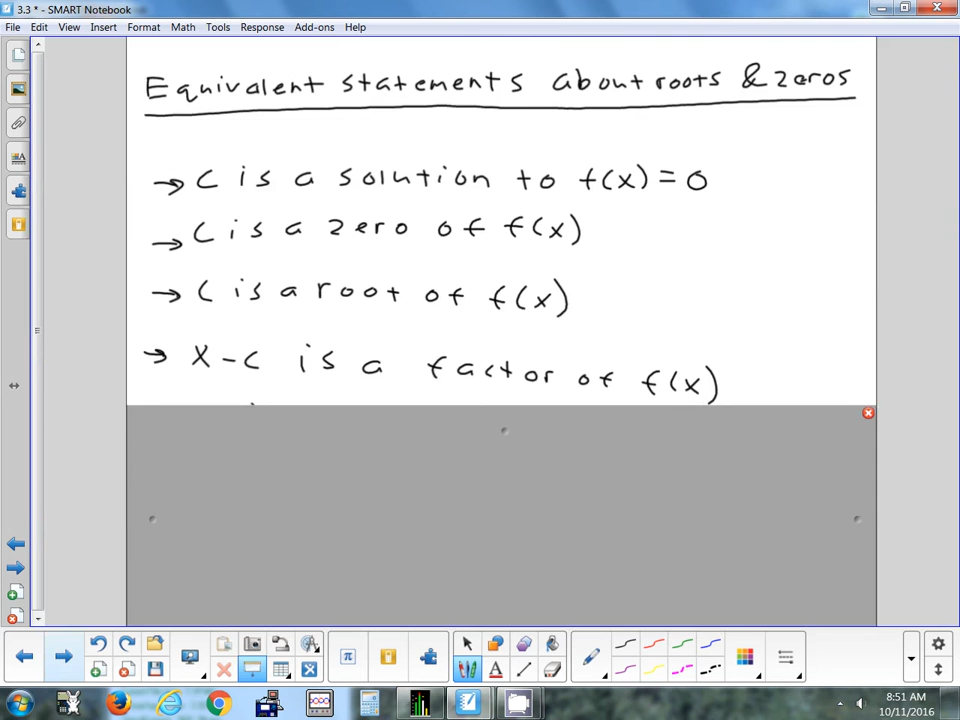 3.3 * - SMART Notebook
File Edit View Insert Format Math Tools Response Add-ons Help
Equivalent statements about roots & zeros
→ C is a solution to f(x) = 0
→ C is a zero of f(x)
→ C is a root of f(x)
→ X - C is a factor of f(x)
8:51 AM
10/11/2016